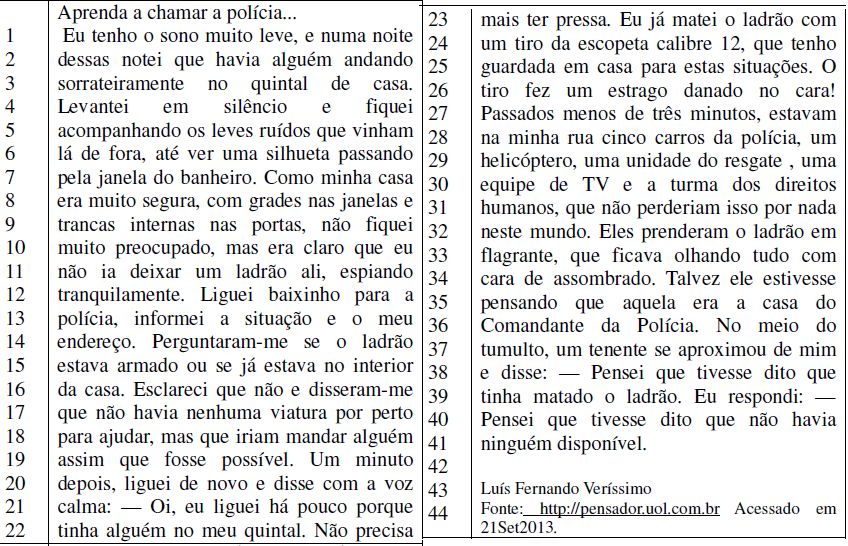 Aprenda a chamar a polícia...
1 Eu tenho o sono muito leve, e numa noite
2 dessas notei que havia alguém andando
3 sorrateiramente no quintal de casa.
4 Levantei em silêncio e fiquei
5 acompanhando os leves ruídos que vinham
6 lá de fora, até ver uma silhueta passando
7 pela janela do banheiro. Como minha casa
8 era muito segura, com grades nas janelas e
9 trancas internas nas portas, não fiquei
10 muito preocupado, mas era claro que eu
11 não ia deixar um ladrão ali, espiando
12 tranquilamente. Liguei baixinho para a
13 polícia, informei a situação e o meu
14 endereço. Perguntaram-me se o ladrão
15 estava armado ou se já estava no interior
16 da casa. Esclareci que não e disseram-me
17 que não havia nenhuma viatura por perto
18 para ajudar, mas que iriam mandar alguém
19 assim que fosse possível. Um minuto
20 depois, liguei de novo e disse com a voz
21 calma: — Oi, eu liguei há pouco porque
22 tinha alguém no meu quintal. Não precisa
23 mais ter pressa. Eu já matei o ladrão com
24 um tiro da escopeta calibre 12, que tenho
25 guardada em casa para estas situações. O
26 tiro fez um estrago danado no cara!
27 Passados menos de três minutos, estavam
28 na minha rua cinco carros da polícia, um
29 helicóptero, uma unidade do resgate , uma
30 equipe de TV e a turma dos direitos
31 humanos, que não perderiam isso por nada
32 neste mundo. Eles prenderam o ladrão em
33 flagrante, que ficava olhando tudo com
34 cara de assombrado. Talvez ele estivesse
35 pensando que aquela era a casa do
36 Comandante da Polícia. No meio do
37 tumulto, um tenente se aproximou de mim
38 e disse: — Pensei que tivesse dito que
39 tinha matado o ladrão. Eu respondi: —
40 Pensei que tivesse dito que não havia
41 ninguém disponível.
42
43 Luís Fernando Veríssimo
44 Fonte: http://pensador.uol.com.br Acessado em
21Set2013.